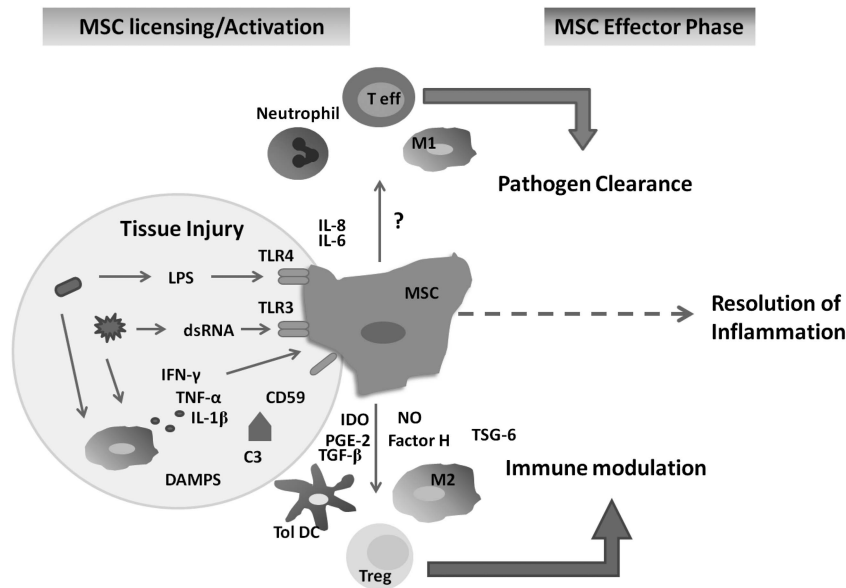 MSC licensing/Activation
MSC Effector Phase
T eff
Neutrophil
M1
Pathogen Clearance
Tissue Injury
IL-8
IL-6
?
TLR4
LPS
MSC
TLR3
dsRNA
Resolution of
Inflammation
IFN-γ
TNF-α
IL-1β
CD59
C3
DAMPS
IDO
PGE-2
TGF-β
NO
Factor H
TSG-6
Immune modulation
M2
Tol DC
Treg